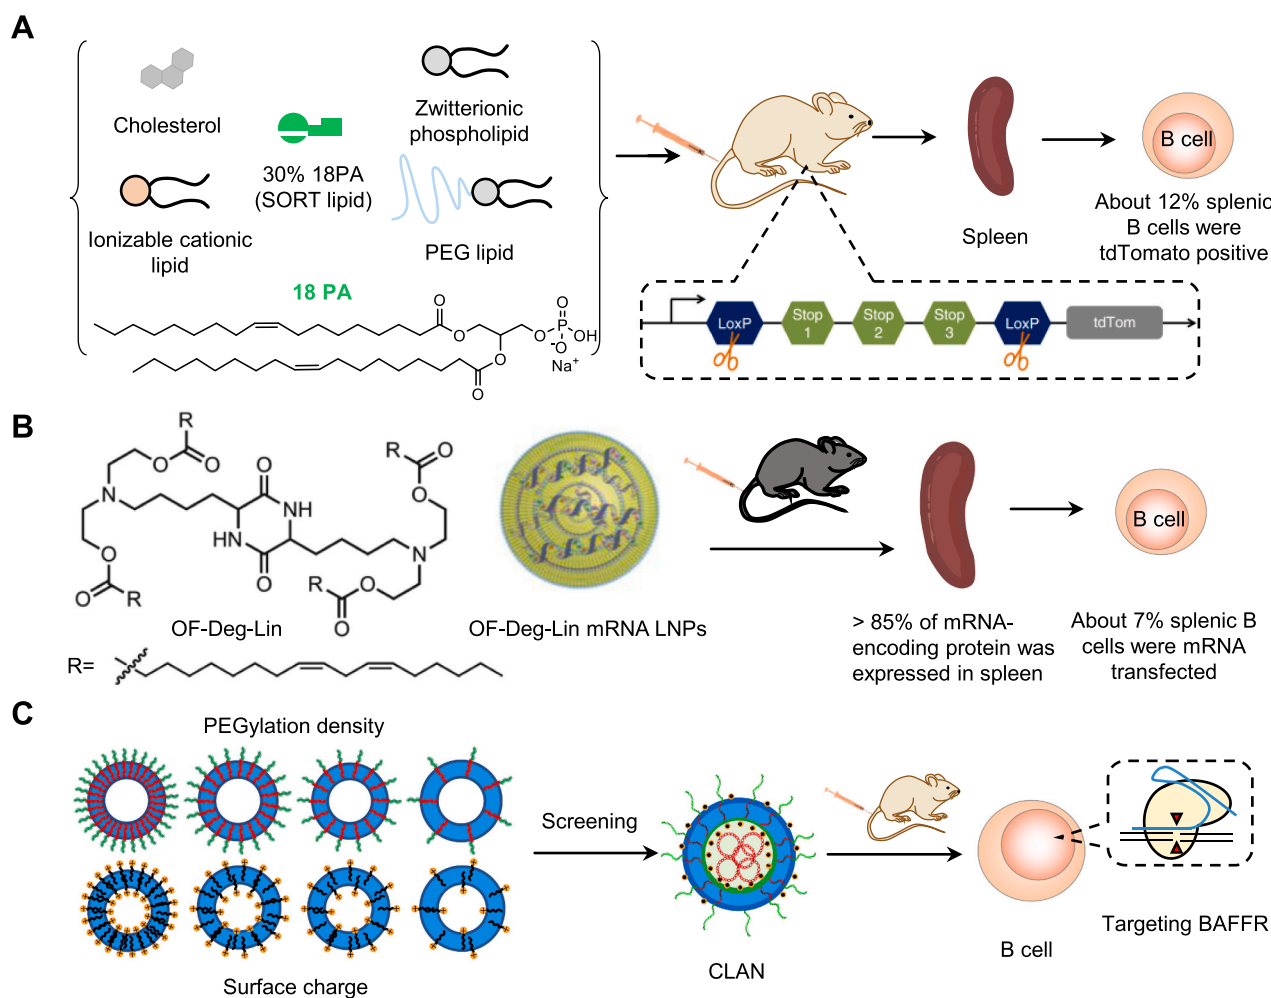 A
Cholesterol
30% 18PA
(SORT lipid)
Zwitterionic
phospholipid
Ionizable cationic
lipid
PEG lipid
18 PA
O
O
O
O
O
P
O
OH
-O
Na+
Spleen
B cell
About 12% splenic
B cells were
tdTomato positive
LoxP
Stop
1
Stop
2
Stop
3
LoxP
tdTom
B
R
O
O
N
O
O
R
O
NH
HN
O
R
O
O
N
R
O
O
OF-Deg-Lin
R=
OF-Deg-Lin mRNA LNPs
> 85% of mRNA-
encoding protein was
expressed in spleen
B cell
About 7% splenic B
cells were mRNA
transfected
C
PEGylation density
Surface charge
Screening
CLAN
B cell
Targeting BAFFR